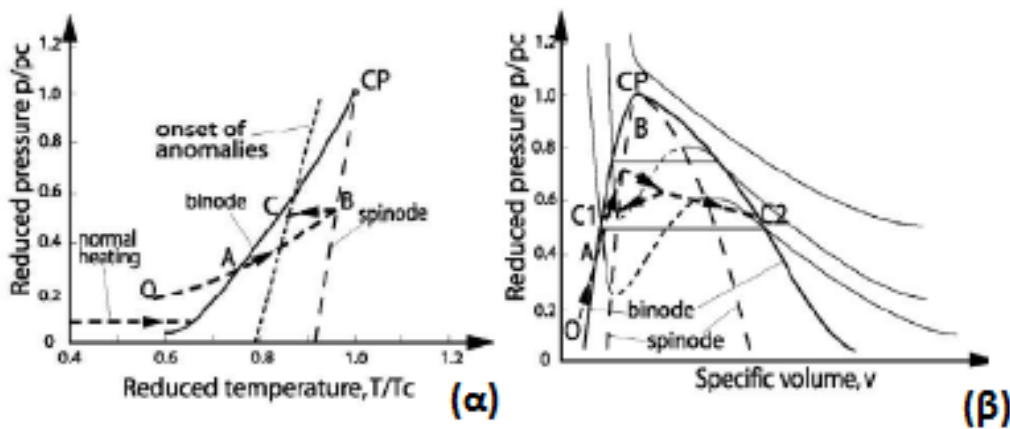 Reduced pressure p/pc
1.2
1.0
0.8
0.6
0.4
0.2
0
CP
onset of
anomalies
binode
C
B
spinode
A
normal
heating
O
0.4
0.6
0.8
1.0
1.2
Reduced temperature, T/Tc
(α)
Reduced pressure p/pc
1.2
1.0
0.8
0.6
0.4
0.2
0
CP
B
C1
C2
A
O
binode
spinode
Specific volume, v
(β)